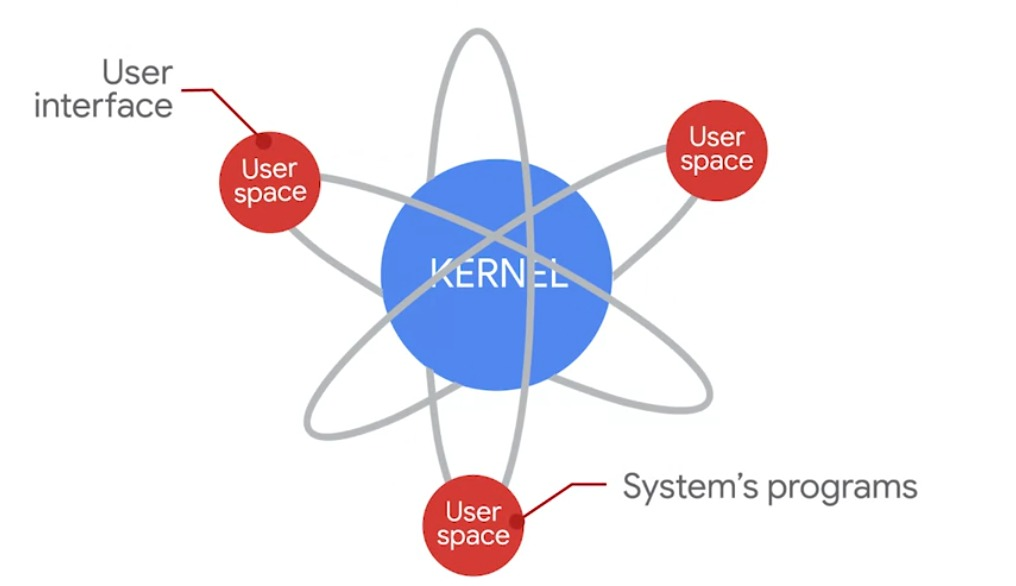 User
interface
User
space
User
space
KERNEL
User
space
System's programs